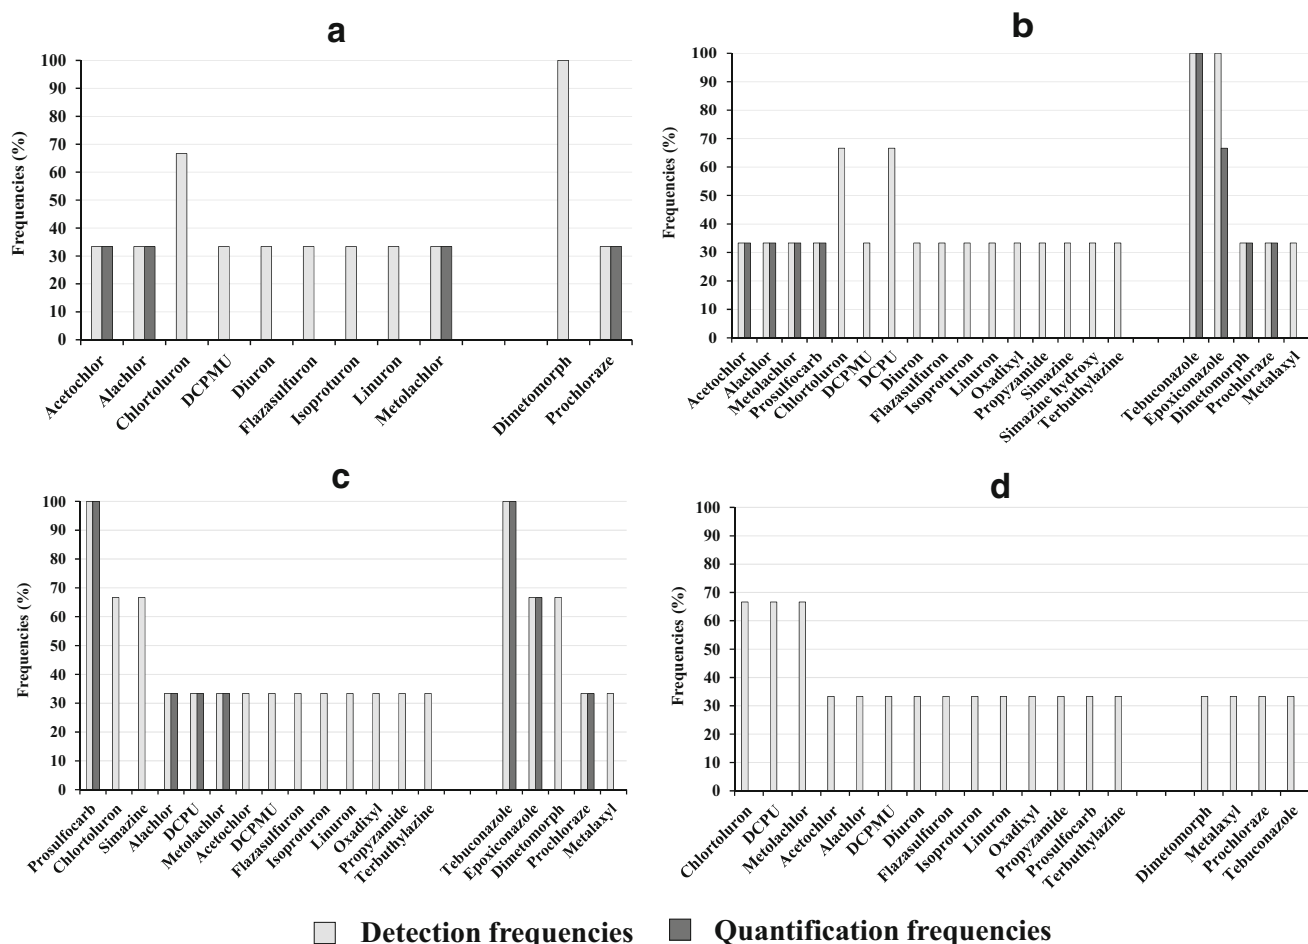 a
Frequencies (%)
100
90
80
70
60
50
40
30
20
10
0
Acetochlor
Alachlor
Chlortoluron
DCPMU
Diuron
Flazasulfuron
Isoproturon
Linuron
Metolachlor
Dimetomorph
Prochloraze
b
Frequencies (%)
100
90
80
70
60
50
40
30
20
10
0
Acetochlor
Alachlor
Metolachlor
Prosulfocarb
Chlortoluron
DCPMU
DCPU
Diuron
Flazasulfuron
Isoproturon
Linuron
Oxadixyl
Propyzamide
Simazine
Simazine hydroxy
Terbuthylazine
Tebuconazole
Epoxiconazole
Dimetomorph
Prochloraze
Metalaxyl
c
Frequencies (%)
100
90
80
70
60
50
40
30
20
10
0
Prosulfocarb
Chlortoluron
Simazine
Alachlor
DCPU
Metolachlor
Acetochlor
DCPMU
Flazasulfuron
Isoproturon
Linuron
Oxadixyl
Propyzamide
Terbuthylazine
Tebuconazole
Epoxiconazole
Dimetomorph
Prochloraze
Metalaxyl
d
Frequencies (%)
100
90
80
70
60
50
40
30
20
10
0
Chlortoluron
DCPU
Metolachlor
Acetochlor
Alachlor
DCPMU
Diuron
Flazasulfuron
Isoproturon
Linuron
Oxadixyl
Propyzamide
Prosulfocarb
Terbuthylazine
Dimetomorph
Metalaxyl
Prochloraze
Tebuconazole
Detection frequencies
Quantification frequencies